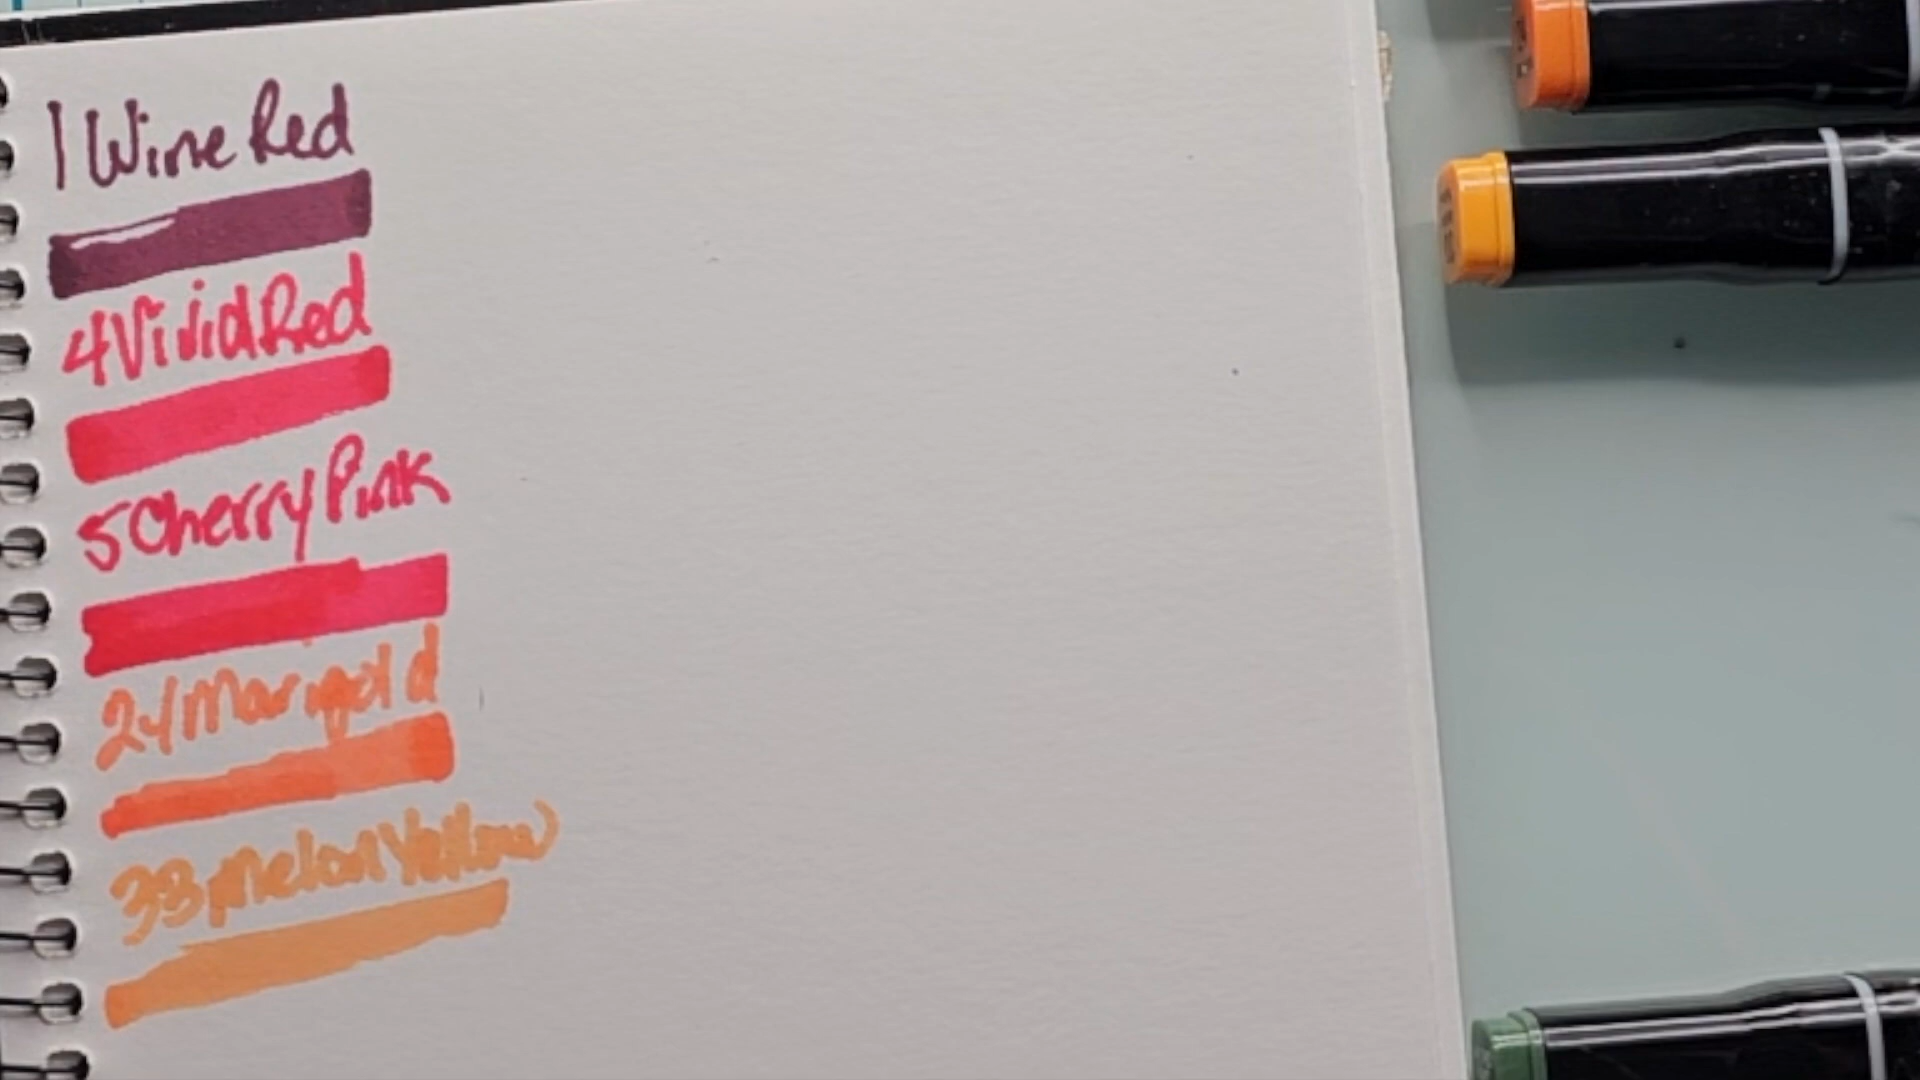 1 Wine Red
4 Vivid Red
5 Cherry Pink
24 Marigold
33 Melon Yellow